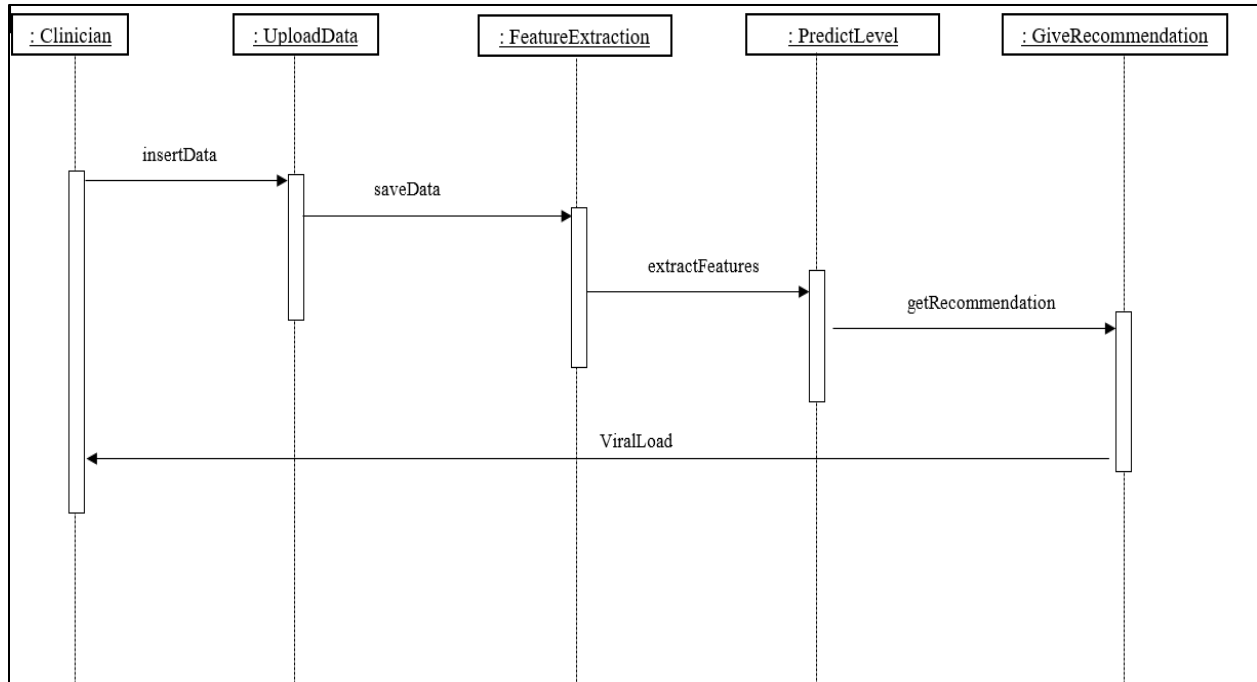 : Clinician
: UploadData
: FeatureExtraction
: PredictLevel
: GiveRecommendation
insertData
saveData
extractFeatures
getRecommendation
ViralLoad